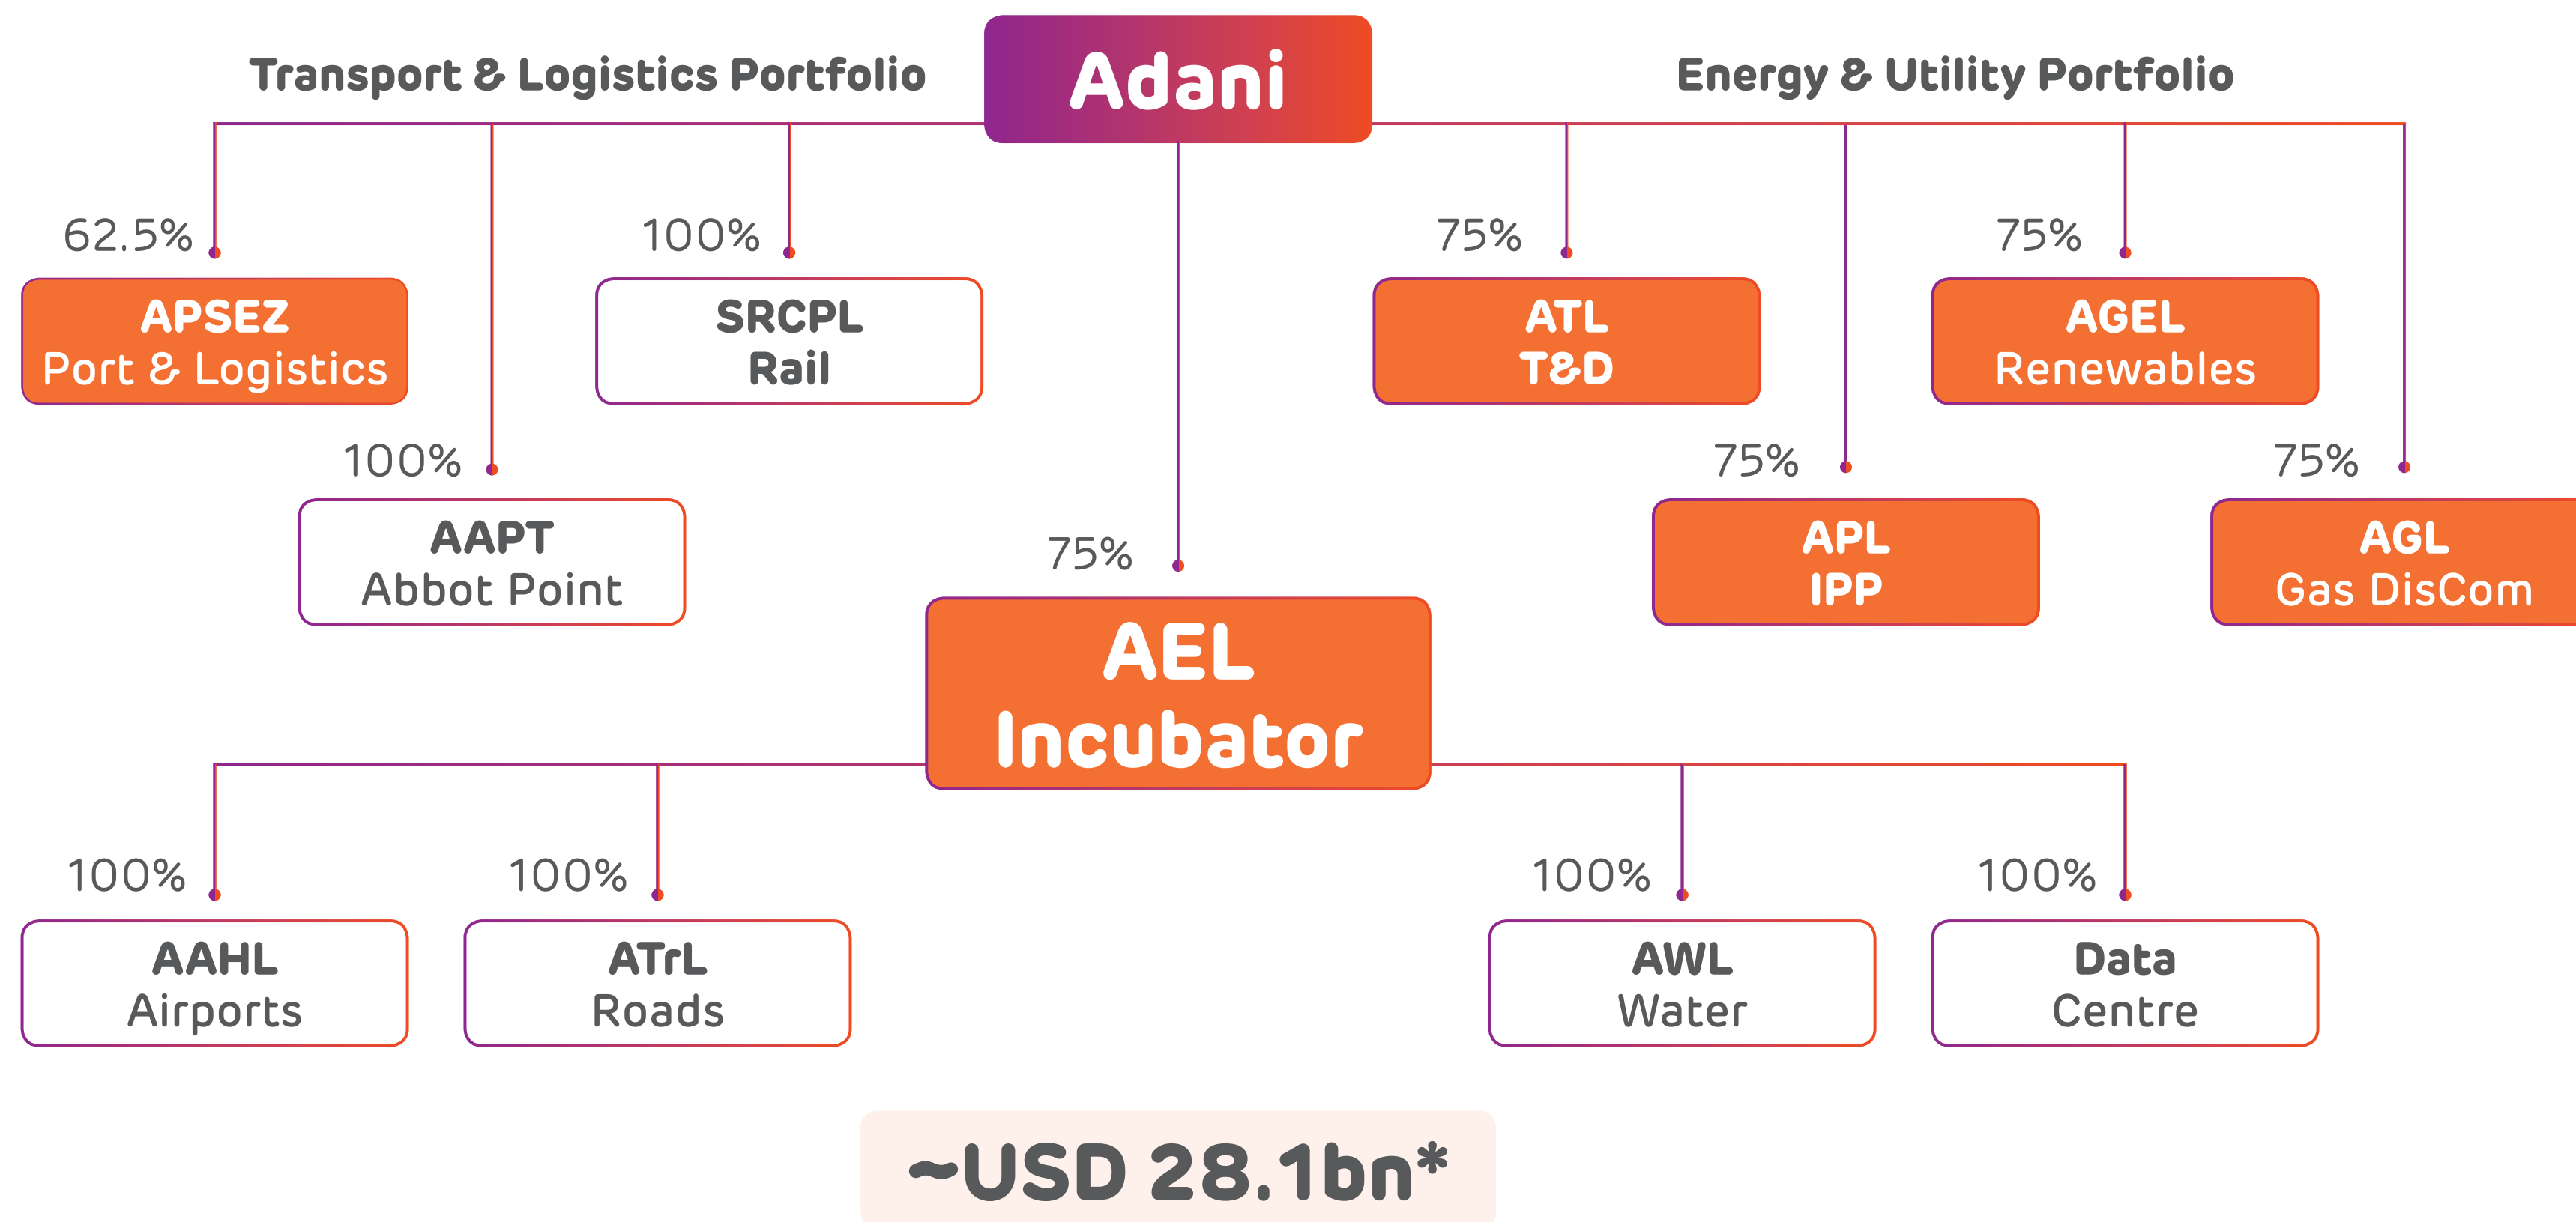 Transport & Logistics Portfolio
Adani
Energy & Utility Portfolio
62.5%
APSEZ
Port & Logistics
100%
SRCPL
Rail
75%
ATL
T&D
75%
AGEL
Renewables
100%
AAPT
Abbot Point
75%
APL
IPP
75%
AGL
Gas DisCom
75%
AEL
Incubator
100%
AAHL
Airports
100%
ATrL
Roads
100%
AWL
Water
100%
Data
Centre
~USD 28.1bn*